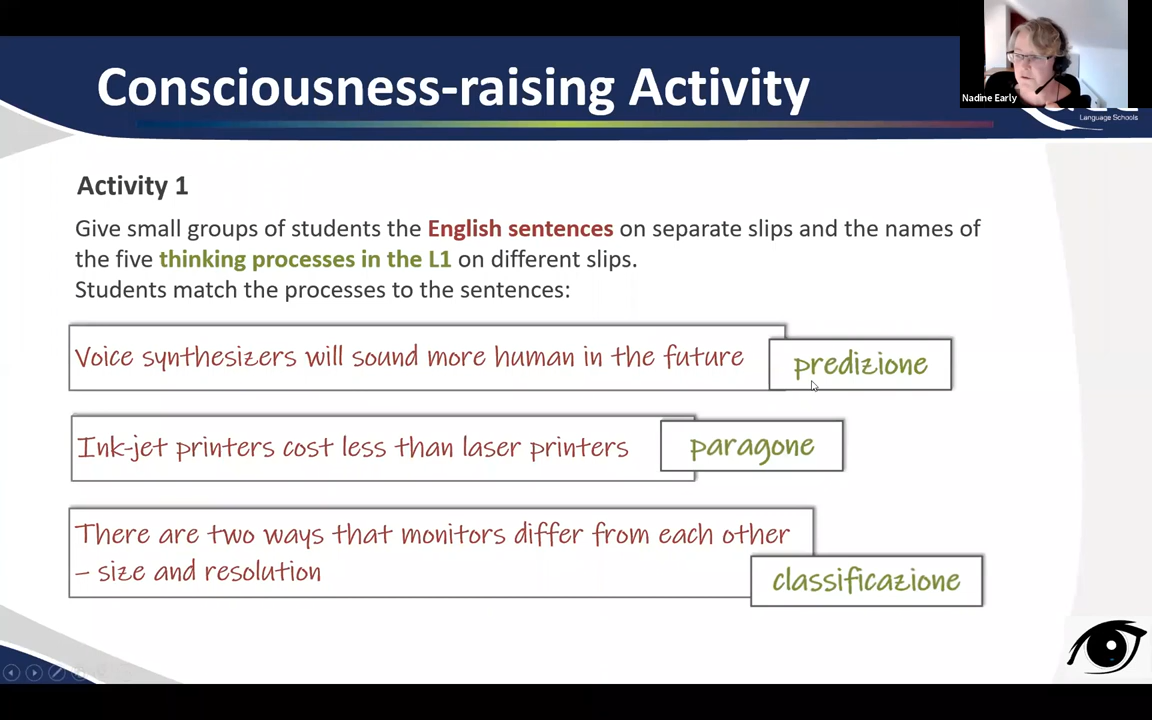 Consciousness-raising Activity
Nadine Early
Language Schools
Activity 1
Give small groups of students the English sentences on separate slips and the names of
the five thinking processes in the L1 on different slips.
Students match the processes to the sentences:
Voice synthesizers will sound more human in the future
predizione
Ink-jet printers cost less than laser printers
paragone
There are two ways that monitors differ from each other
– size and resolution
classificazione